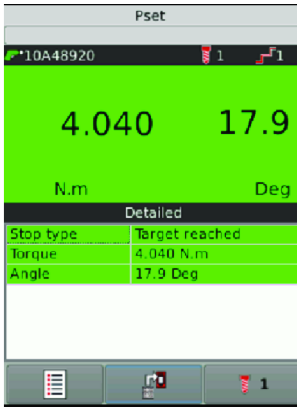 Pset
*10A48920 1 1
4.040 17.9
N.m Deg
Detailed
Stop type Target reached
Torque 4.040 N.m
Angle 17.9 Deg
1